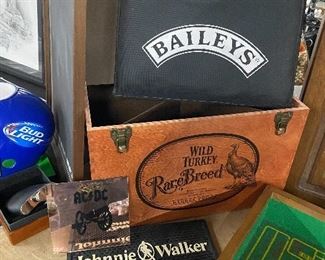 BAILEYS
BUD
LIGHT
WILD
TURKEY
Rare Breed
AC/DC
Johnnie Walker